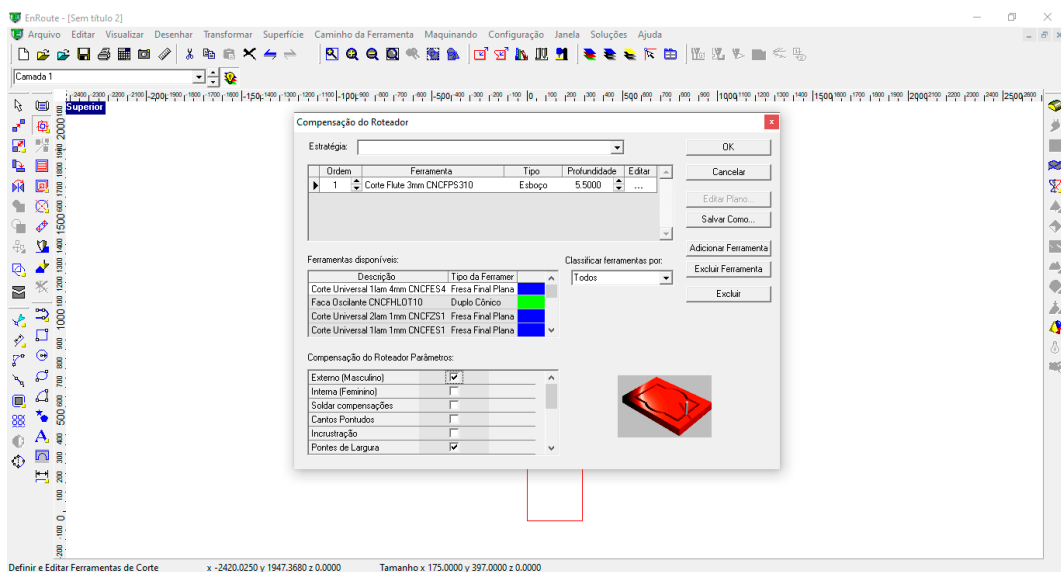 EnRoute - [Sem título 2]
Arquivo Editar Visualizar Desenhar Transformar Superfície Caminho da Ferramenta Maquinando Configuração Janela Soluções Ajuda
Camada 1
Superior
Compensação do Roteador
Estratégia:
OK
Ordem Ferramenta Tipo Profundidade Editar
1 Corte Flute 3mm CNCFPS310 Esboço 5.5000 ...
Cancelar
Editar Plano...
Salvar Como...
Adicionar Ferramenta
Excluir Ferramenta
Excluir
Ferramentas disponíveis:
Classificar ferramentas por:
Todos
Descrição Tipo da Ferramer
Corte Universal 1lam 4mm CNCFES4 Fresa Final Plana
Faca Oscilante CNCFHLOT10 Duplo Cônico
Corte Universal 2lam 1mm CNCFZS1 Fresa Final Plana
Corte Universal 1lam 1mm CNCFES1 Fresa Final Plana
Compensação do Roteador Parâmetros:
Externo (Masculino)
Interna (Feminino)
Soldar compensações
Cantos Pontudos
Incrustração
Pontes de Largura
Definir e Editar Ferramentas de Corte x -2420.0250 y 1947.3680 z 0.0000 Tamanho x 175.0000 y 397.0000 z 0.0000